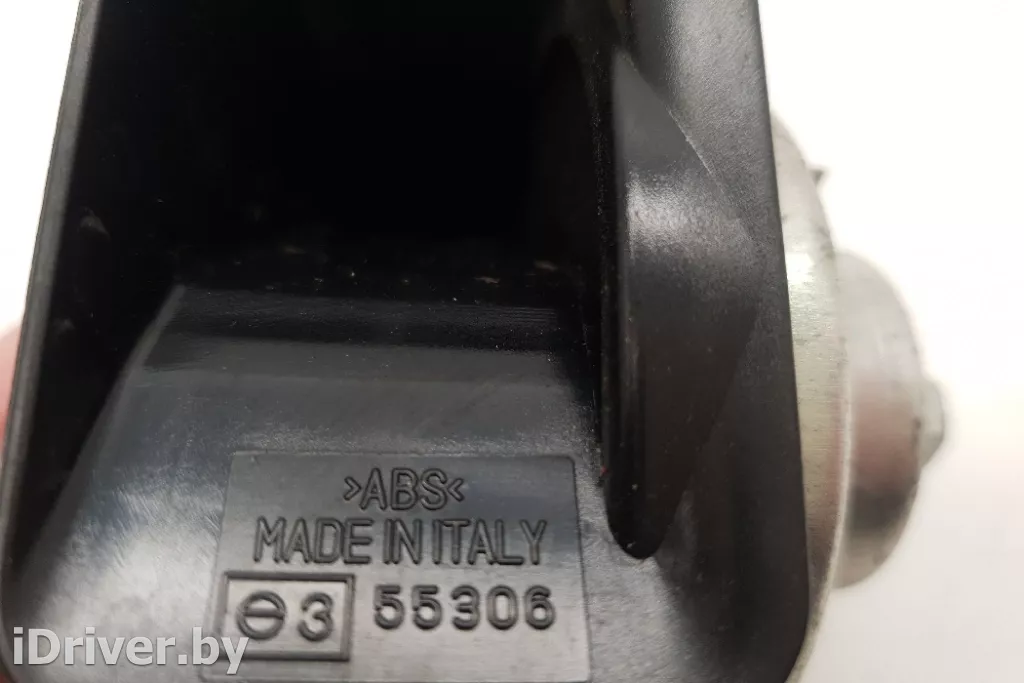 >ABS<
MADE IN ITALY
e3 55306
iDriver.by